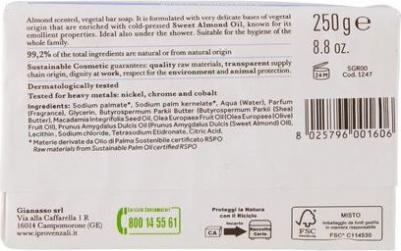 Almond scented, vegetal bar soap. It is formulated with very delicate bases of vegetal
origin that are enriched with cold-pressed Sweet Almond Oil, known for its
emollient properties. Ideal also under the shower. Suitable for the hygiene of the
whole family.
99,2% of the total ingredients are natural or from natural origin
Sustainable Cosmetic guarantees: quality raw materials, transparent supply
chain origin, dignity at work, respect for the environment and animal protection.
Dermatologically tested
Tested for heavy metals: nickel, chrome and cobalt
Ingredients: Sodium palmate*, Sodium palm kernelate*, Aqua (Water), Parfum
(Fragrance), Glycerin, Butyrospermum Parkii Butter (Butyrospermum Parkii (Shea)
Butter), Macadamia Integrifolia Seed Oil, Olea Europaea Fruit Oil (Olea Europaea (Olive)
Fruit Oil), Prunus Amygdalus Dulcis Oil (Prunus Amygdalus Dulcis (Sweet Almond) Oil),
Lecithin, Sodium chloride, Tetrasodium Etidronate, Citric Acid.
* Materie derivate da Olio di Palma Sostenibile certificato RSPO
Raw materials from Sustainable Palm Oil certified RSPO
250 g e
8.8 oz.
24 M
SGR00
Cod. 1247
8 025796 001606
Gianasso srl
Via alla Caffarella 1 R
16014 Campomorone (GE)
www.iprovenzali.it
Servizio Consumatori
800 14 55 61
Proteggi la Natura
con il Riciclo
CA
Raccolta
Carta
FSC
MISTO
FSC® C114530